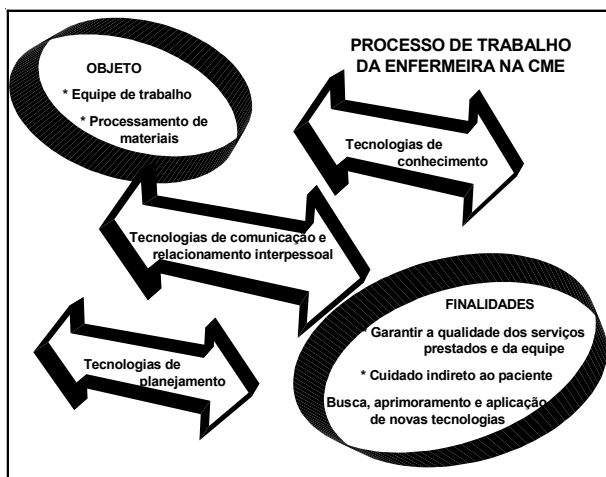 PROCESSO DE TRABALHO
DA ENFERMEIRA NA CME
OBJETO
* Equipe de trabalho
* Processamento de
materiais
Tecnologias de
conhecimento
Tecnologias de comunicação e
relacionamento interpessoal
Tecnologias de
planejamento
FINALIDADES
* Garantir a qualidade dos serviços
prestados e da equipe
* Cuidado indireto ao paciente
Busca, aprimoramento e aplicação
de novas tecnologias